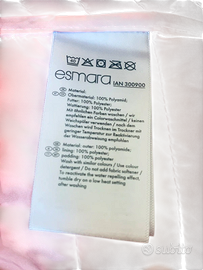 esmara IAN 300900
Material:
Obermaterial: 100% Polyamid;
Futter: 100% Polyester;
Wattierung: 100% Polyester
Mit ähnlichen Farben waschen / wir
empfehlen ein Colorwaschmittel / keinen
Weichspüler verwenden / nach dem
Waschen wird Trocknen im Trockner mit
geringer Temperatur zur Reaktivierung
der Wasserabweisung empfohlen.
Material: outer: 100% polyamid;
lining: 100% polyester;
padding: 100% polyester
Wash with similar colours / Use colour
detergent / Do not add fabric softener /
To reactivate the water repelling effect:
tumble dry on a low heat setting
after washing
subito